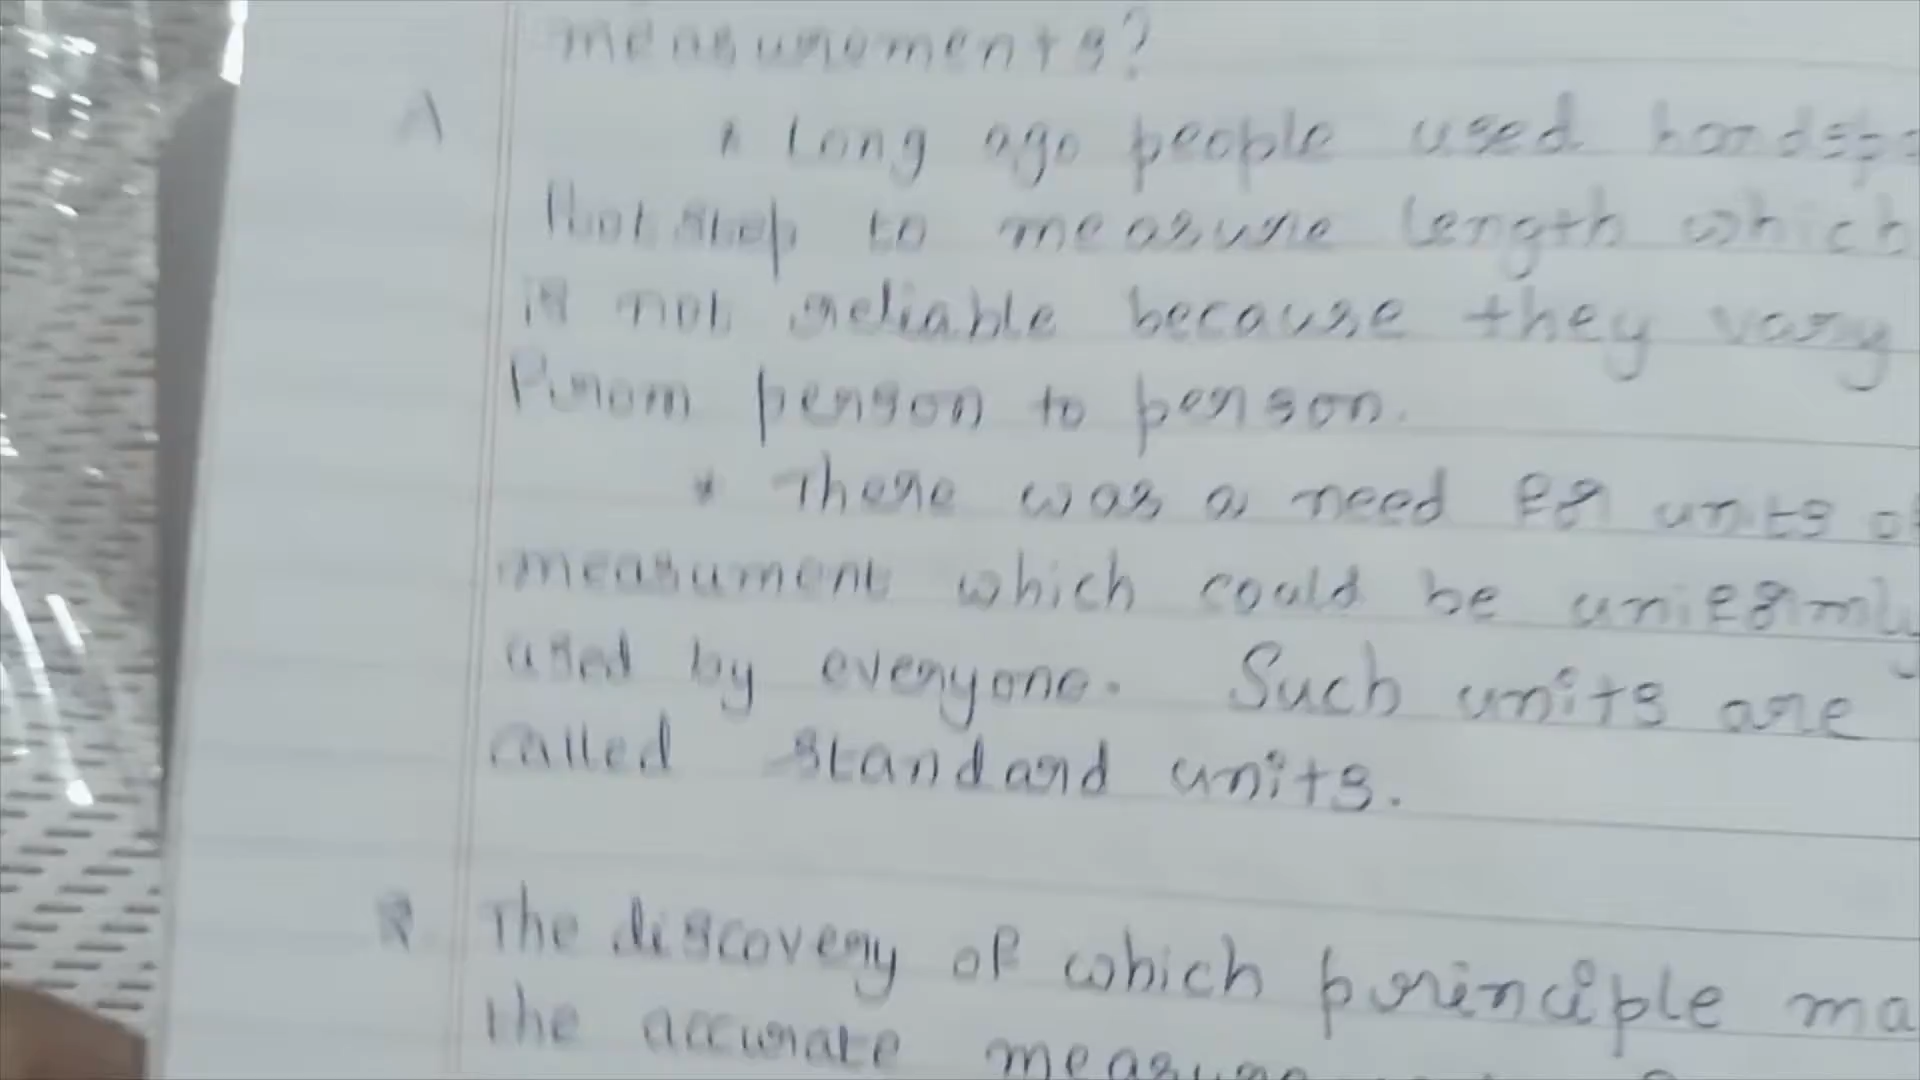 measurements?
A
* Long ago people used handspa
Foot step to measure length which
is not reliable because they vary
From person to person.
* There was a need For units of
measument which could be uniFormly
used by everyone. Such units are
called standard units.
Q. The discovery of which principle ma
the accurate